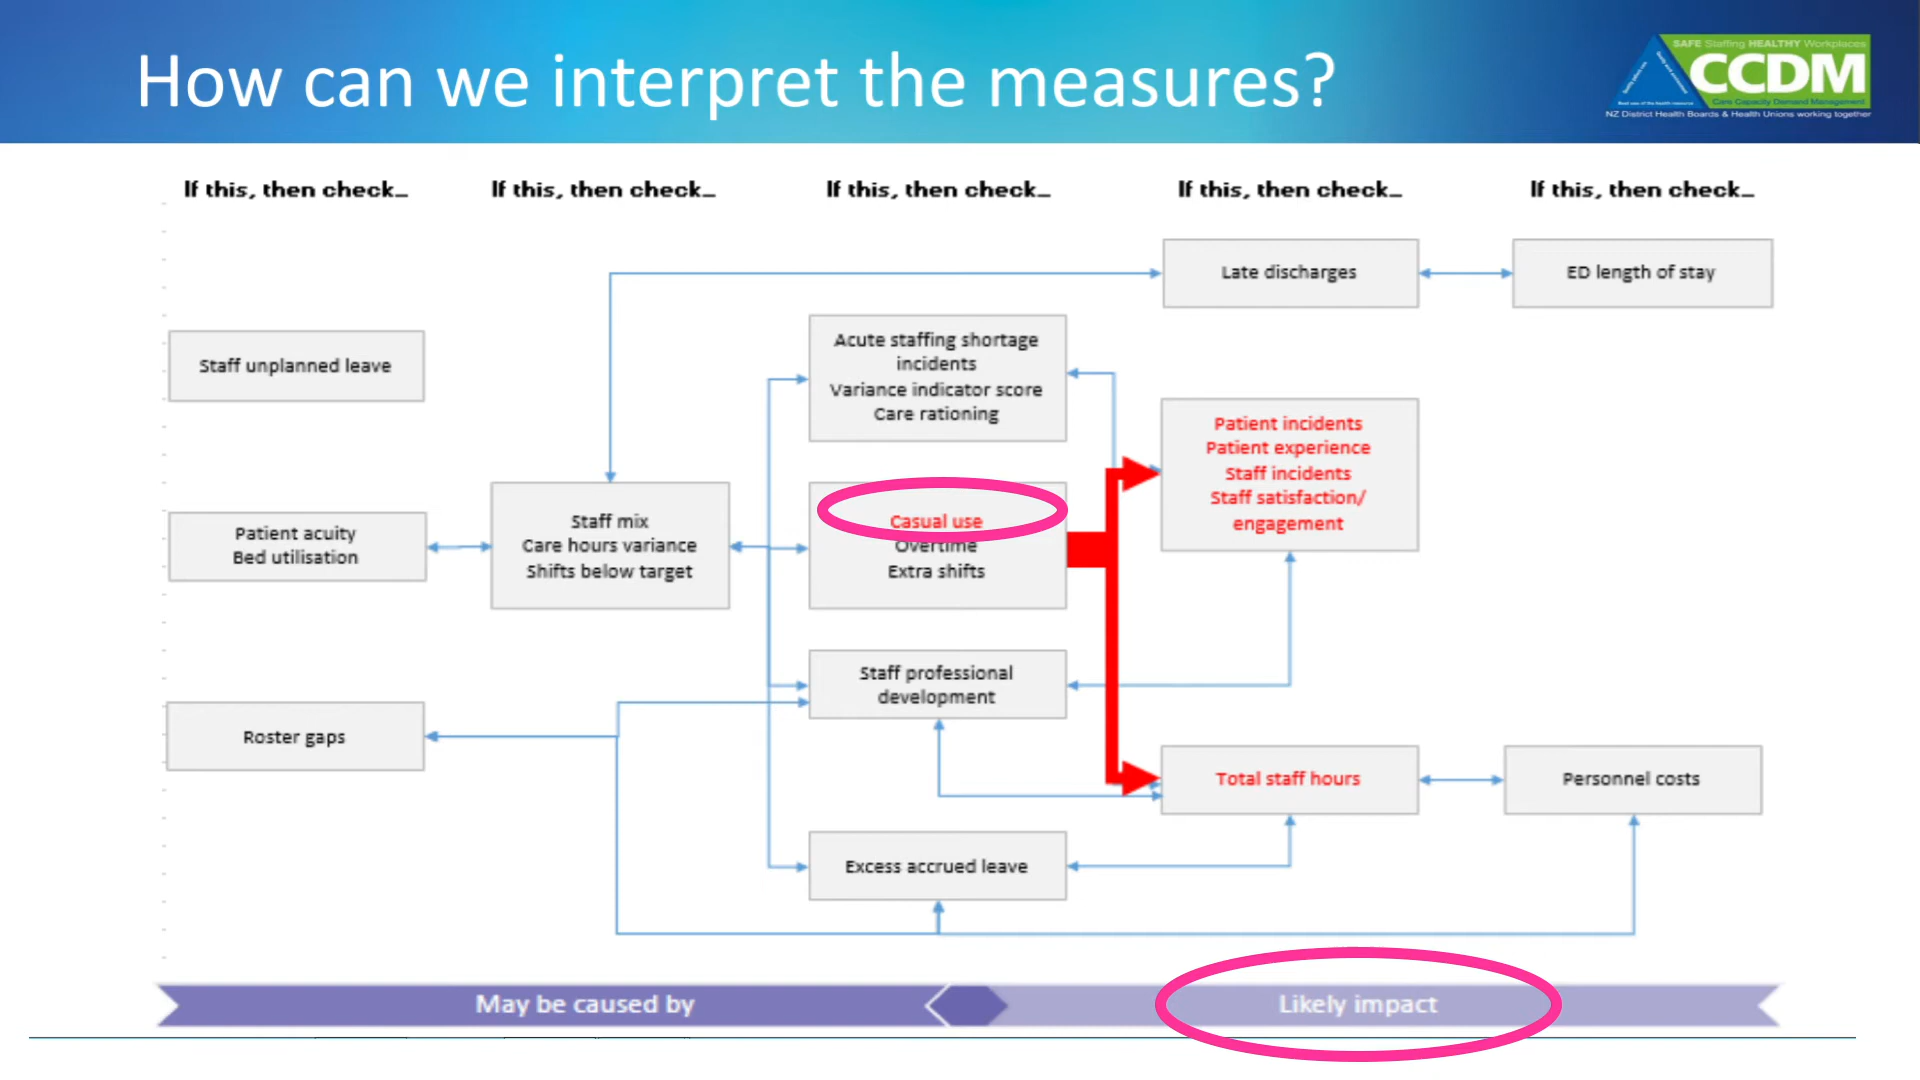 How can we interpret the measures?
SAFE Staffing HEALTHY Workplaces
CCDM
Care Capacity Demand Management
NZ District Health Boards & Health Unions working together
If this, then check...
If this, then check...
If this, then check...
If this, then check...
If this, then check...
Late discharges
ED length of stay
Staff unplanned leave
Acute staffing shortage
incidents
Variance indicator score
Care rationing
Patient incidents
Patient experience
Staff incidents
Staff satisfaction/
engagement
Patient acuity
Bed utilisation
Staff mix
Care hours variance
Shifts below target
Casual use
Overtime
Extra shifts
Staff professional
development
Roster gaps
Total staff hours
Personnel costs
Excess accrued leave
May be caused by
Likely impact